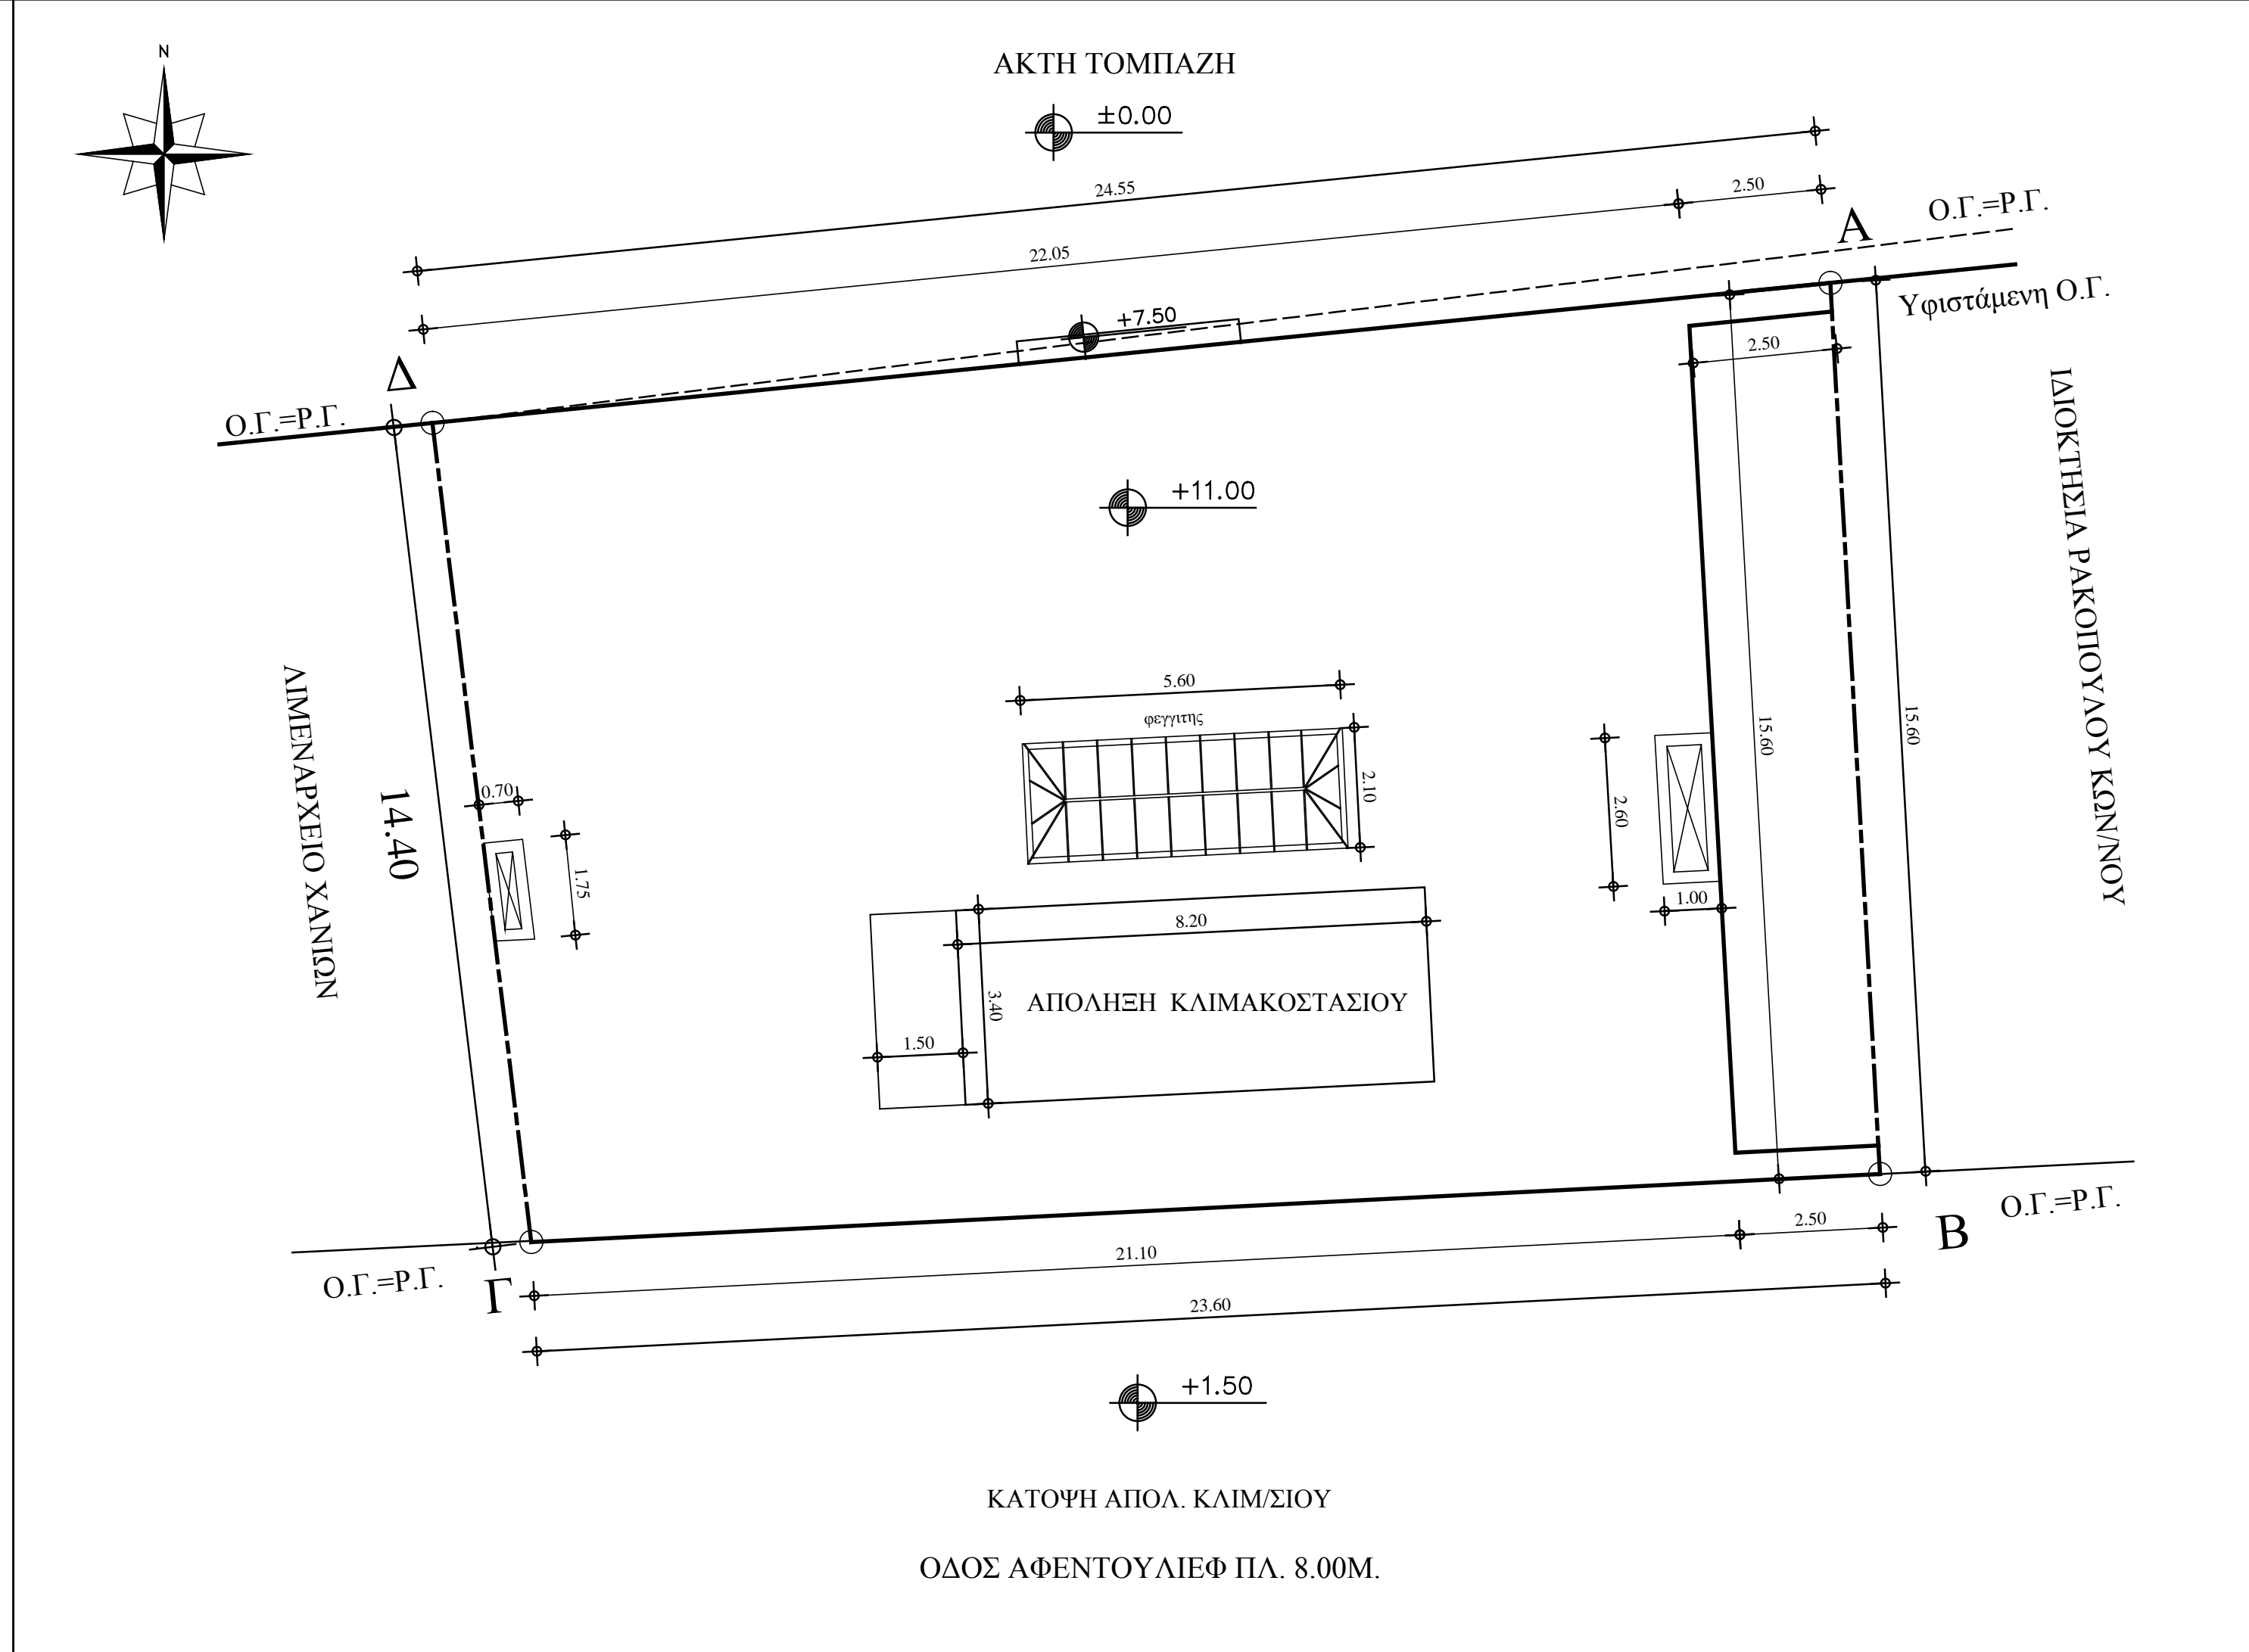 N
ΑΚΤΗ ΤΟΜΠΑΖΗ
±0.00
24.55
2.50
22.05
Α
Ο.Γ.=Ρ.Γ.
Υφιστάμενη Ο.Γ.
+7.50
2.50
Δ
Ο.Γ.=Ρ.Γ.
+11.00
ΙΔΙΟΚΤΗΣΙΑ ΡΑΚΟΠΟΥΛΟΥ ΚΩΝ/ΝΟΥ
ΛΙΜΕΝΑΡΧΕΙΟ ΧΑΝΙΩΝ
14.40
5.60
φεγγιτης
2.10
15.60
15.60
0.70
1.75
2.60
1.00
8.20
3.40
ΑΠΟΛΗΞΗ ΚΛΙΜΑΚΟΣΤΑΣΙΟΥ
1.50
2.50
Β
Ο.Γ.=Ρ.Γ.
21.10
Ο.Γ.=Ρ.Γ.
Γ
23.60
+1.50
ΚΑΤΟΨΗ ΑΠΟΛ. ΚΛΙΜ/ΣΙΟΥ
ΟΔΟΣ ΑΦΕΝΤΟΥΛΙΕΦ ΠΛ. 8.00Μ.